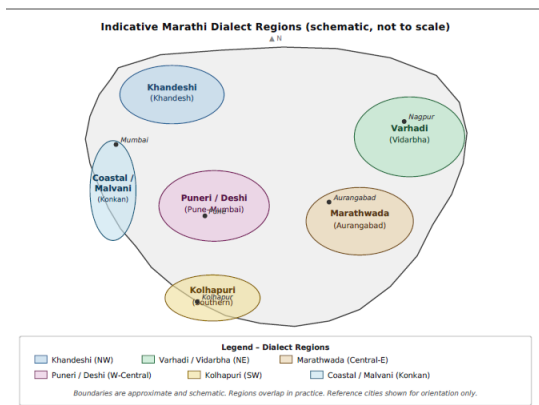 Indicative Marathi Dialect Regions (schematic, not to scale)
▲ N
Khandeshi
(Khandesh)
Mumbai
Nagpur
Varhadi
(Vidarbha)
Coastal /
Malvani
(Konkan)
Puneri / Deshi
(Pune-Mumbai)
Pune
Aurangabad
Marathwada
(Aurangabad)
Kolhapuri
(Southern)
Kolhapur
Legend – Dialect Regions
Khandeshi (NW) Varhadi / Vidarbha (NE) Marathwada (Central-E)
Puneri / Deshi (W-Central) Kolhapuri (SW) Coastal / Malvani (Konkan)
Boundaries are approximate and schematic. Regions overlap in practice. Reference cities shown for orientation only.